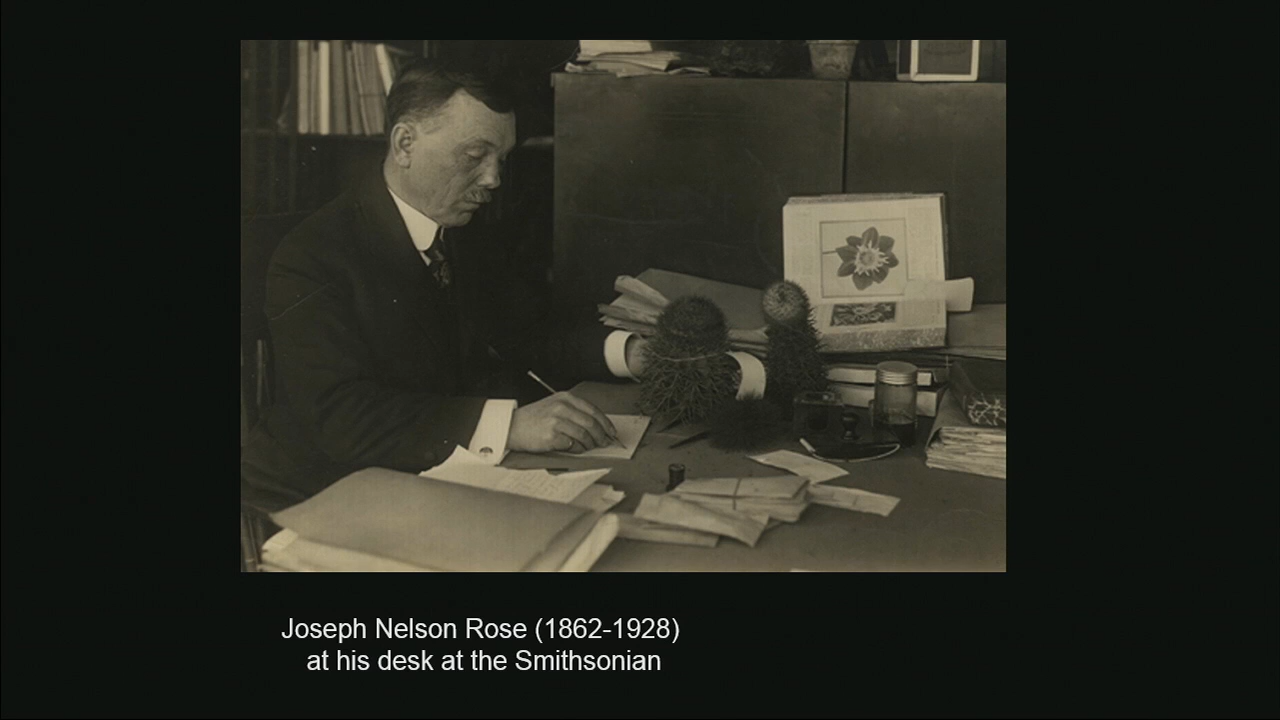 Joseph Nelson Rose (1862-1928)
at his desk at the Smithsonian